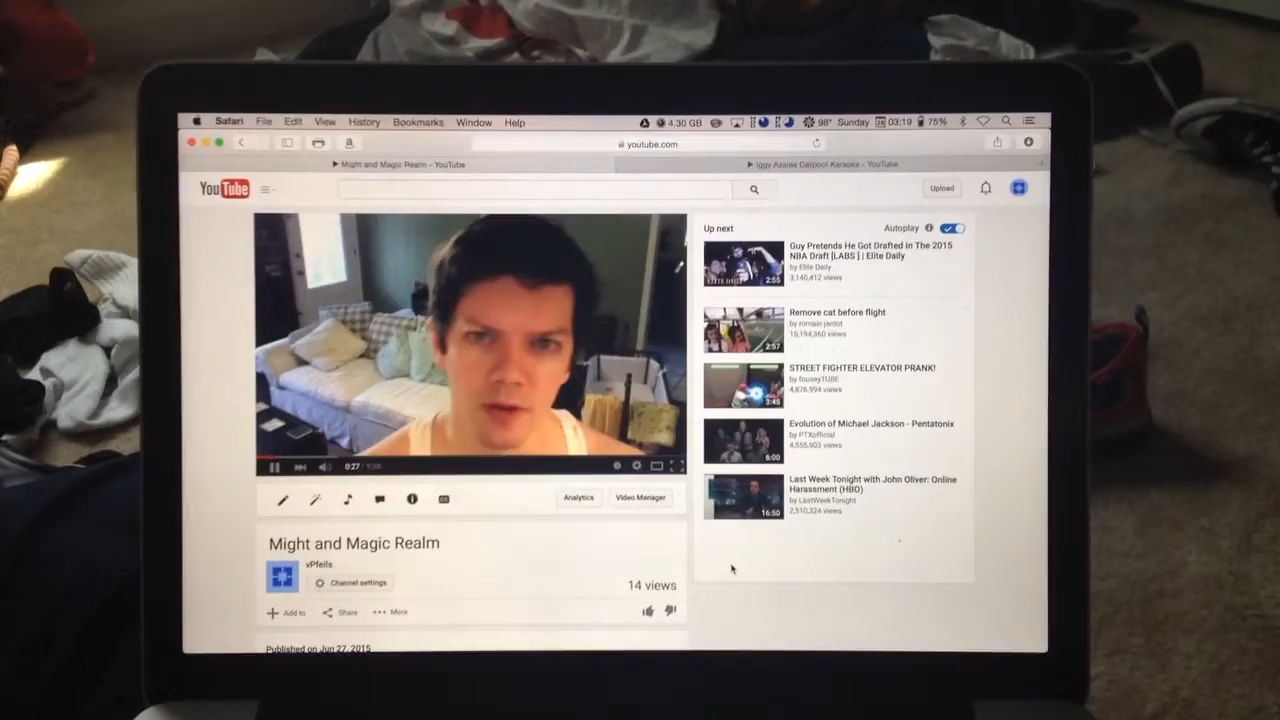 Safari File Edit View History Bookmarks Window Help 4.30 GB 98° Sunday 03:19 75%
youtube.com
Might and Magic Realm - YouTube
Iggy Azalea Carpool Karaoke - YouTube
YouTube
Upload
Up next
Autoplay
Guy Pretends He Got Drafted in The 2015
NBA Draft [LABS ] | Elite Daily
by Elite Daily
3,140,412 views
ELITE DAILY
2:55
Remove cat before flight
by romain jantot
15,194,360 views
2:57
STREET FIGHTER ELEVATOR PRANK!
by fouseyTUBE
4,876,994 views
3:45
Evolution of Michael Jackson - Pentatonix
by PTXofficial
4,555,903 views
6:00
Last Week Tonight with John Oliver: Online
Harassment (HBO)
by LastWeekTonight
2,510,324 views
16:50
0:27
Analytics
Video Manager
Might and Magic Realm
vPfeils
Channel settings
14 views
Add to Share More
Published on Jun 27, 2015